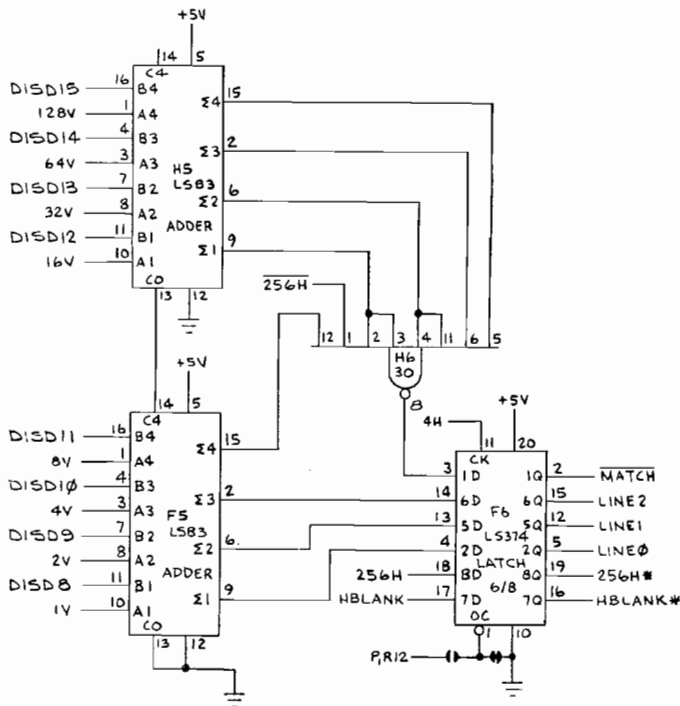 +5V
14 5
C4
DISD15 16 B4 Σ4 15
128V 1 A4
DISD14 4 B3 Σ3 2
64V 3 A3
H5
DISD13 7 B2 LS83 Σ2 6
32V 8 A2
ADDER
DISD12 11 B1 Σ1 9
16V 10 A1
C0
13 12
256H
12 1 2 3 4 11 6 5
H6
30
8
+5V
14 5
C4
DISD11 16 B4 Σ4 15
8V 1 A4
DISD1Ø 4 B3 Σ3 2
4V 3 A3
F5
DISD9 7 B2 LS83 Σ2 6
2V 8 A2
ADDER
DISD8 11 B1 Σ1 9
1V 10 A1
C0
13 12
+5V
4H 11 20
CK
3 1D 1Q 2 MATCH
14 6D F6 6Q 15 LINE2
13 5D LS374 5Q 12 LINE1
4 2D 2Q 5 LINEØ
LATCH
256H 18 8D 8Q 19 256H*
6/8
HBLANK 17 7D 7Q 16 HBLANK*
OC
1 10
P,R12